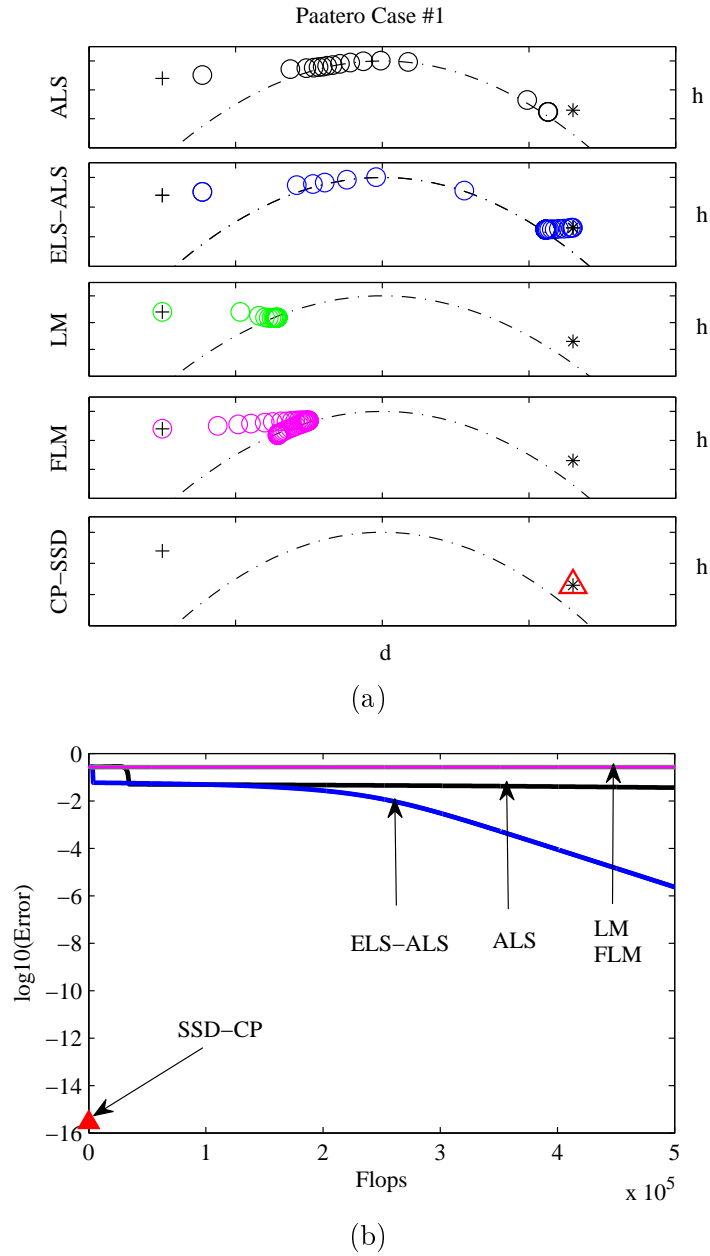 Paatero Case #1
ALS
h
ELS−ALS
h
LM
h
FLM
h
CP−SSD
h
d
(a)
0
−2
−4
−6
−8
−10
−12
−14
−16
log10(Error)
ELS−ALS
ALS
LM
FLM
SSD−CP
0
1
2
3
4
5
Flops
x 10^5
(b)